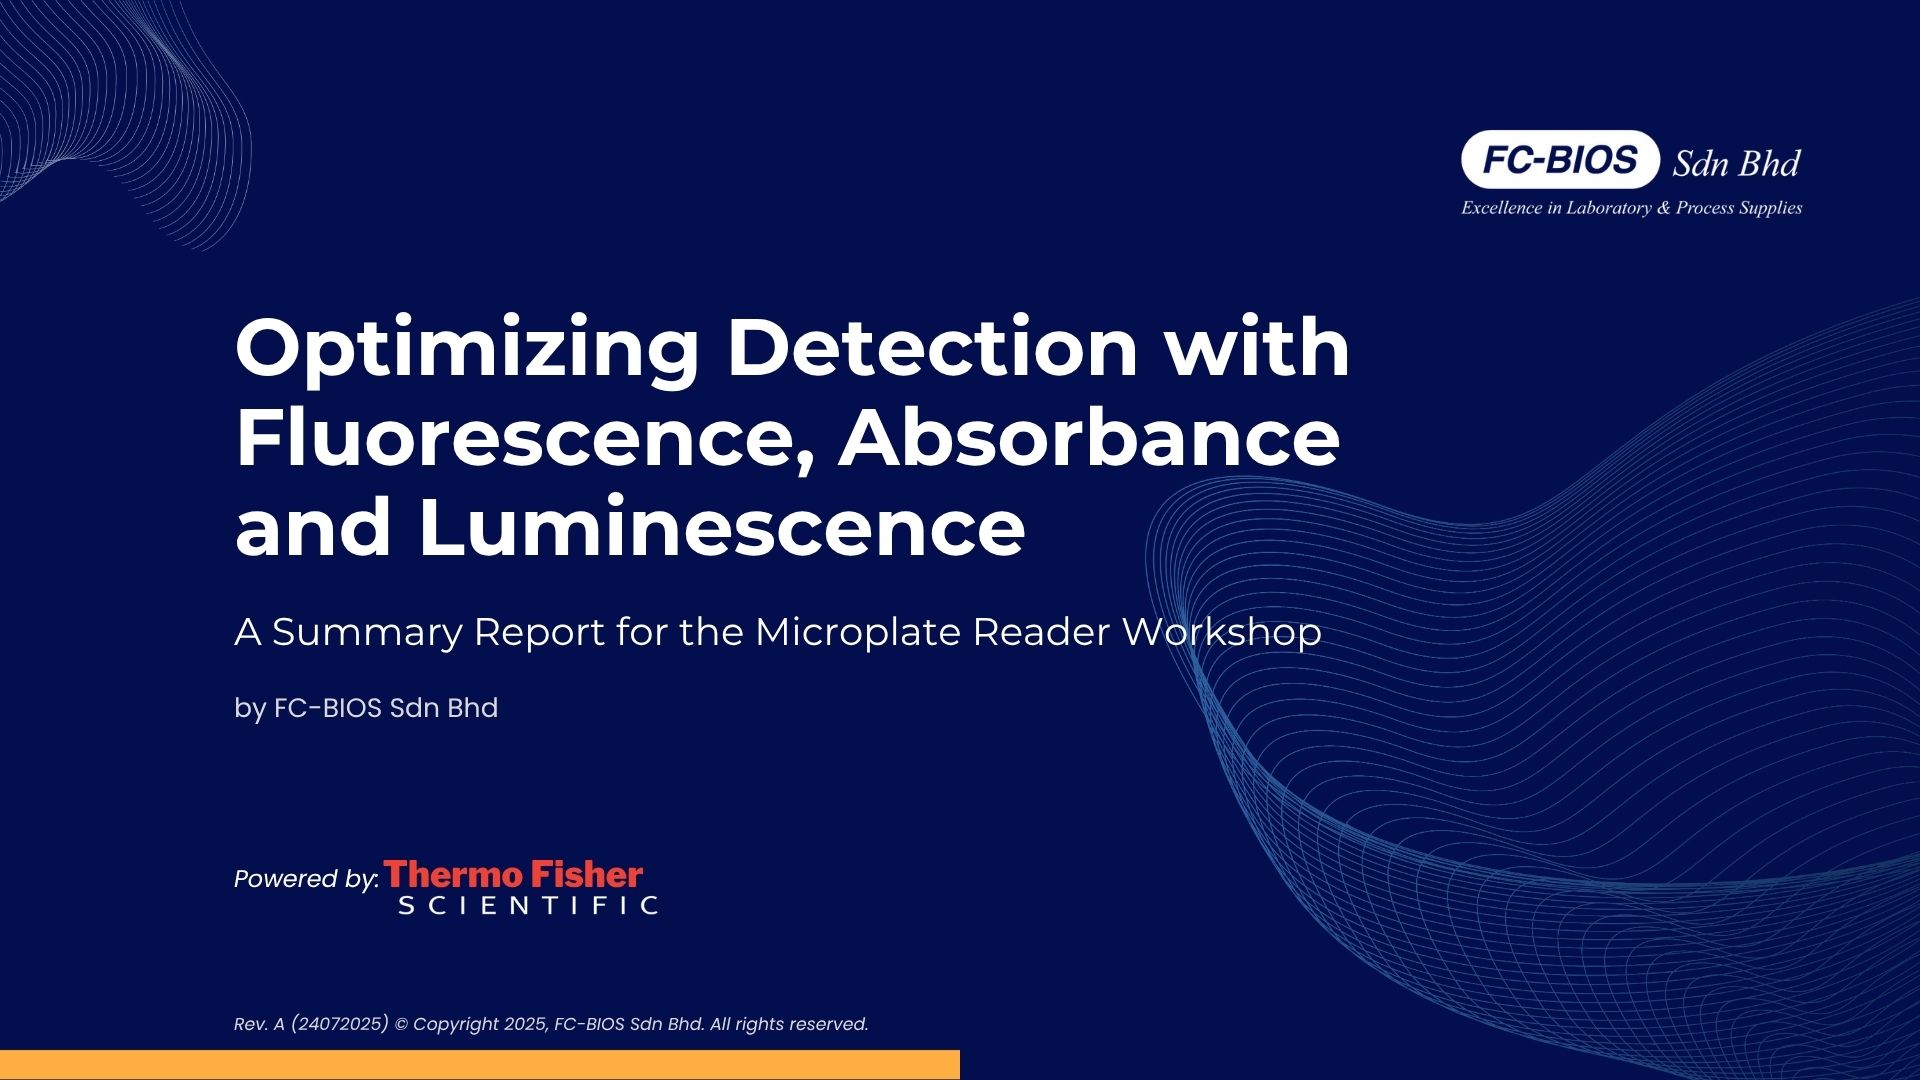 FC-BIOS Sdn Bhd
Excellence in Laboratory & Process Supplies
Optimizing Detection with
Fluorescence, Absorbance
and Luminescence
A Summary Report for the Microplate Reader Workshop
by FC-BIOS Sdn Bhd
Powered by: Thermo Fisher
SCIENTIFIC
Rev. A (24072025) © Copyright 2025, FC-BIOS Sdn Bhd. All rights reserved.